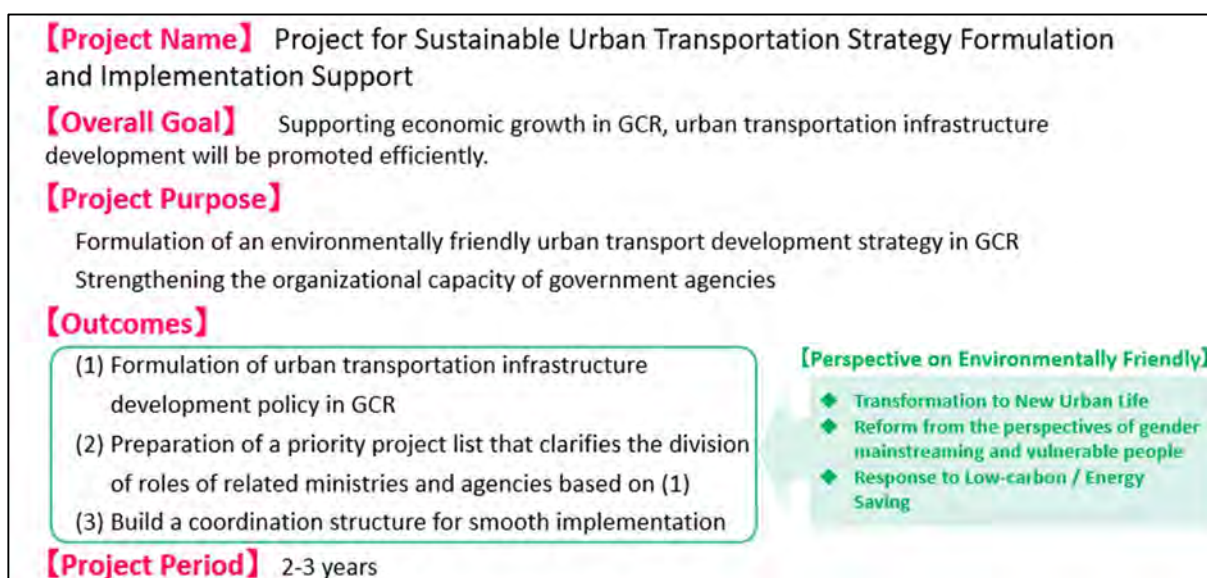 【Project Name】 Project for Sustainable Urban Transportation Strategy Formulation
and Implementation Support
【Overall Goal】 Supporting economic growth in GCR, urban transportation infrastructure
development will be promoted efficiently.
【Project Purpose】
Formulation of an environmentally friendly urban transport development strategy in GCR
Strengthening the organizational capacity of government agencies
【Outcomes】
(1) Formulation of urban transportation infrastructure
development policy in GCR
(2) Preparation of a priority project list that clarifies the division
of roles of related ministries and agencies based on (1)
(3) Build a coordination structure for smooth implementation
【Perspective on Environmentally Friendly】
❖ Transformation to New Urban Life
❖ Reform from the perspectives of gender
mainstreaming and vulnerable people
❖ Response to Low-carbon / Energy
Saving
【Project Period】 2-3 years